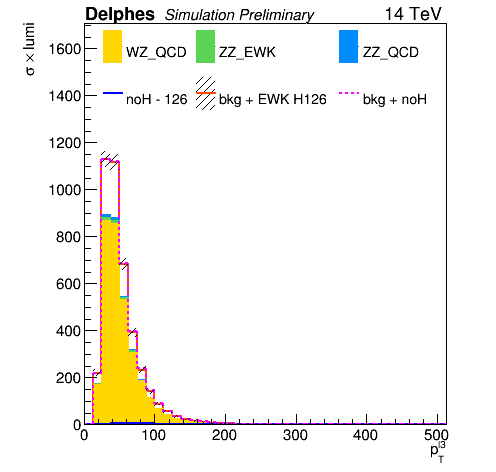 Delphes Simulation Preliminary 14 TeV
σ × lumi
WZ_QCD ZZ_EWK ZZ_QCD
noH - 126 bkg + EWK H126 bkg + noH
1600
1400
1200
1000
800
600
400
200
0
0 100 200 300 400 500
p_T^l3